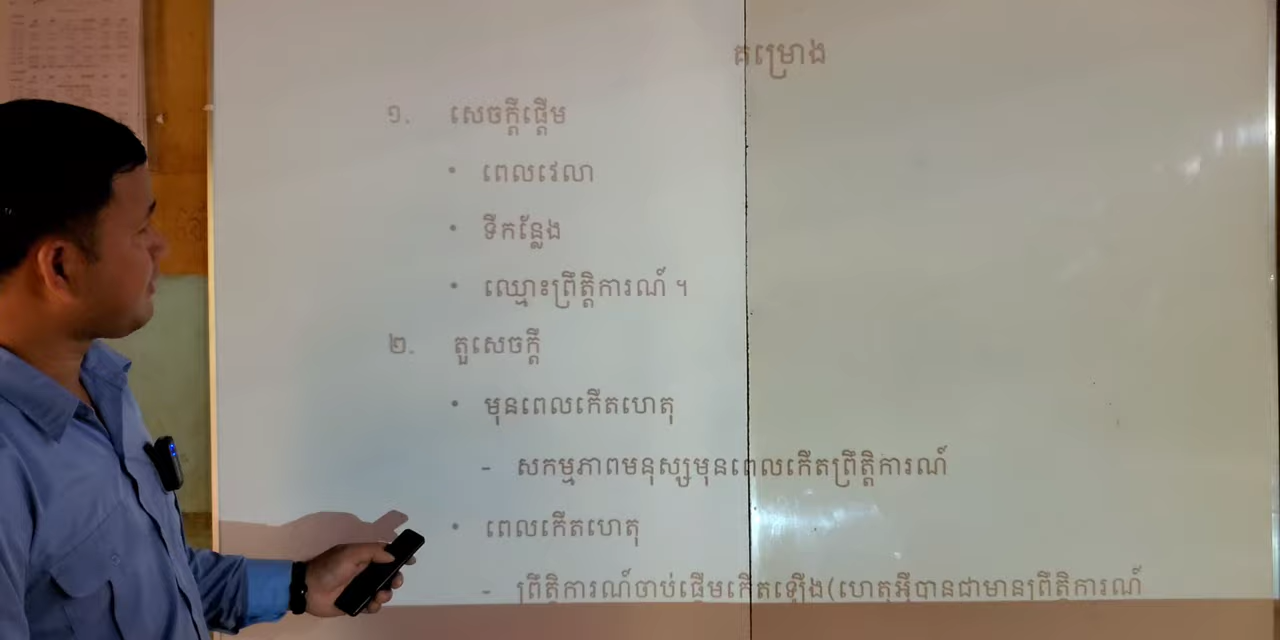 គម្រោង
១. សេចក្តីផ្តើម
• ពេលវេលា
• ទីកន្លែង
• ឈ្មោះព្រឹត្តិការណ៍ ។
២. តួសេចក្តី
• មុនពេលកើតហេតុ
- សកម្មភាពមនុស្សមុនពេលកើតព្រឹត្តិការណ៍
• ពេលកើតហេតុ
- ព្រឹត្តិការណ៍ចាប់ផ្តើមកើតឡើង(ហេតុអ្វីបានជាមានព្រឹត្តិការណ៍